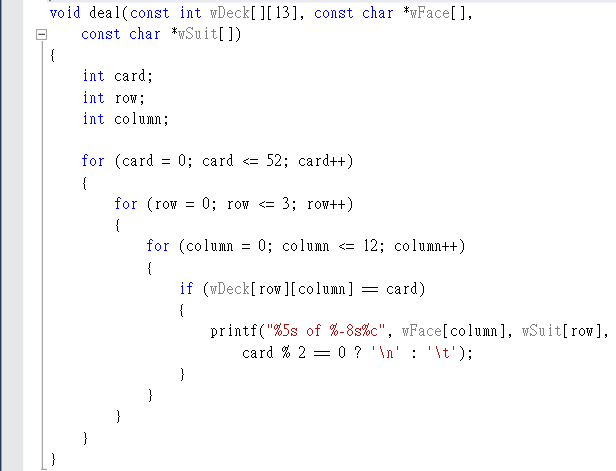 void deal(const int wDeck[][13], const char *wFace[],
    const char *wSuit[])
{
    int card;
    int row;
    int column;

    for (card = 0; card <= 52; card++)
    {
        for (row = 0; row <= 3; row++)
        {
            for (column = 0; column <= 12; column++)
            {
                if (wDeck[row][column] == card)
                {
                    printf("%5s of %-8s%c", wFace[column], wSuit[row],
                        card % 2 == 0 ? '\n' : '\t');
                }
            }
        }
    }
}